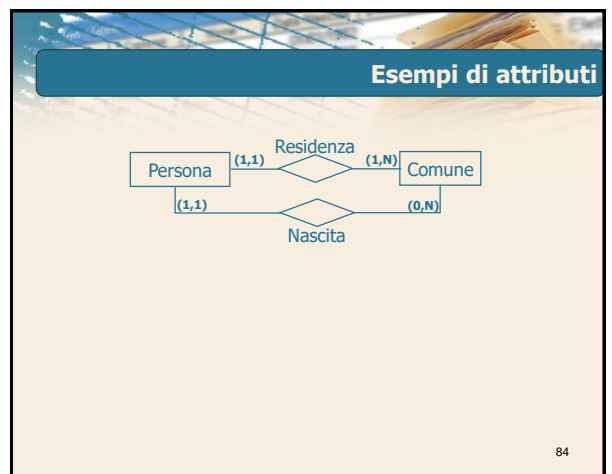 Esempi di attributi
Residenza
Persona (1,1) (1,N) Comune
(1,1) (0,N)
Nascita
84